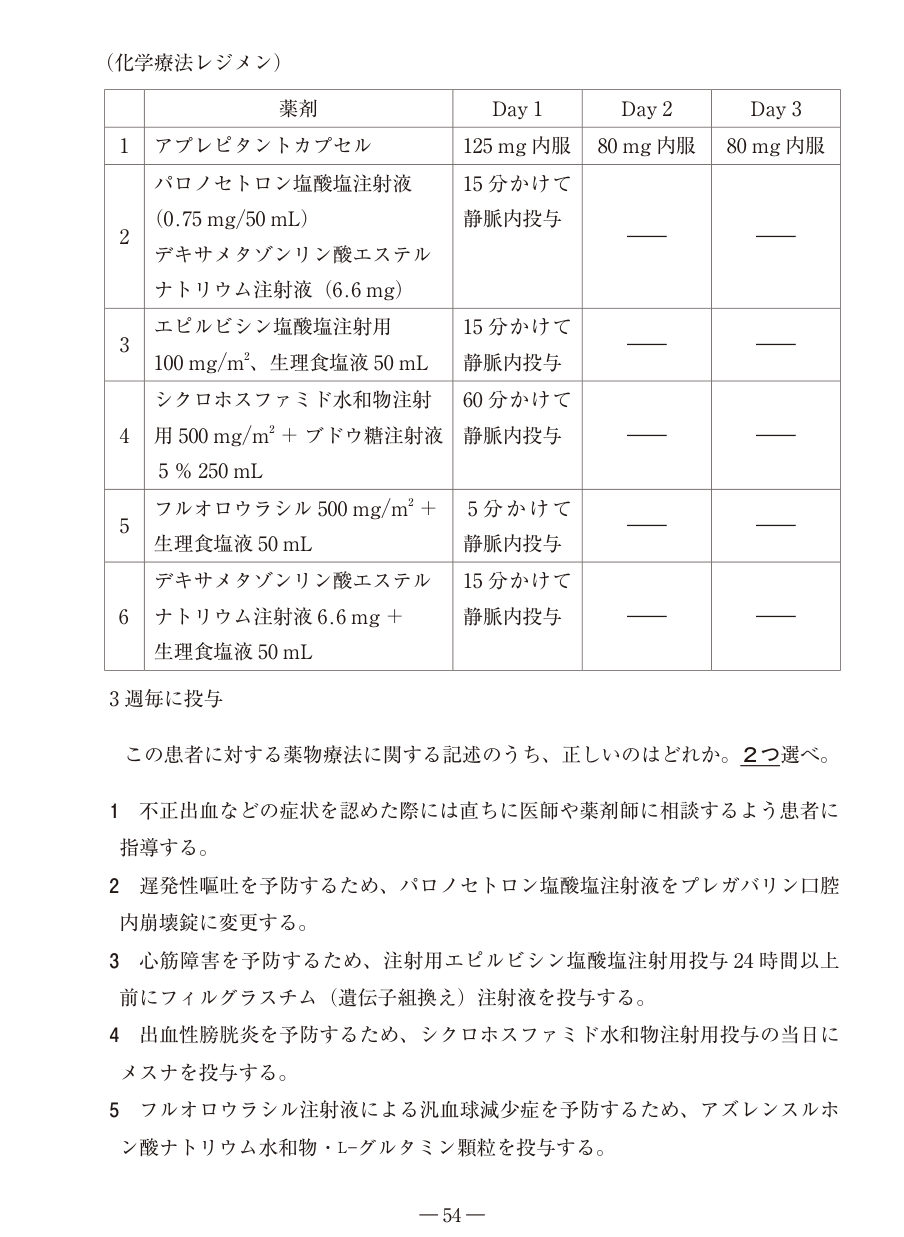 （化学療法レジメン）
薬剤 Day 1 Day 2 Day 3
1 アプレピタントカプセル 125 mg 内服 80 mg 内服 80 mg 内服
2 パロノセトロン塩酸塩注射液 15 分かけて ―― ――
（0.75 mg/50 mL） 静脈内投与
デキサメタゾンリン酸エステル
ナトリウム注射液（6.6 mg）
3 エピルビシン塩酸塩注射用 15 分かけて ―― ――
100 mg/m²、生理食塩液 50 mL 静脈内投与
4 シクロホスファミド水和物注射 60 分かけて ―― ――
用 500 mg/m² ＋ ブドウ糖注射液 静脈内投与
5 % 250 mL
5 フルオロウラシル 500 mg/m² ＋ 5 分かけて ―― ――
生理食塩液 50 mL 静脈内投与
6 デキサメタゾンリン酸エステル 15 分かけて ―― ――
ナトリウム注射液 6.6 mg ＋ 静脈内投与
生理食塩液 50 mL
3 週毎に投与
この患者に対する薬物療法に関する記述のうち、正しいのはどれか。２つ選べ。
1 不正出血などの症状を認めた際には直ちに医師や薬剤師に相談するよう患者に
指導する。
2 遅発性嘔吐を予防するため、パロノセトロン塩酸塩注射液をプレガバリン口腔
内崩壊錠に変更する。
3 心筋障害を予防するため、注射用エピルビシン塩酸塩注射用投与 24 時間以上
前にフィルグラスチム（遺伝子組換え）注射液を投与する。
4 出血性膀胱炎を予防するため、シクロホスファミド水和物注射用投与の当日に
メスナを投与する。
5 フルオロウラシル注射液による汎血球減少症を予防するため、アズレンスルホ
ン酸ナトリウム水和物・L-グルタミン顆粒を投与する。
― 54 ―